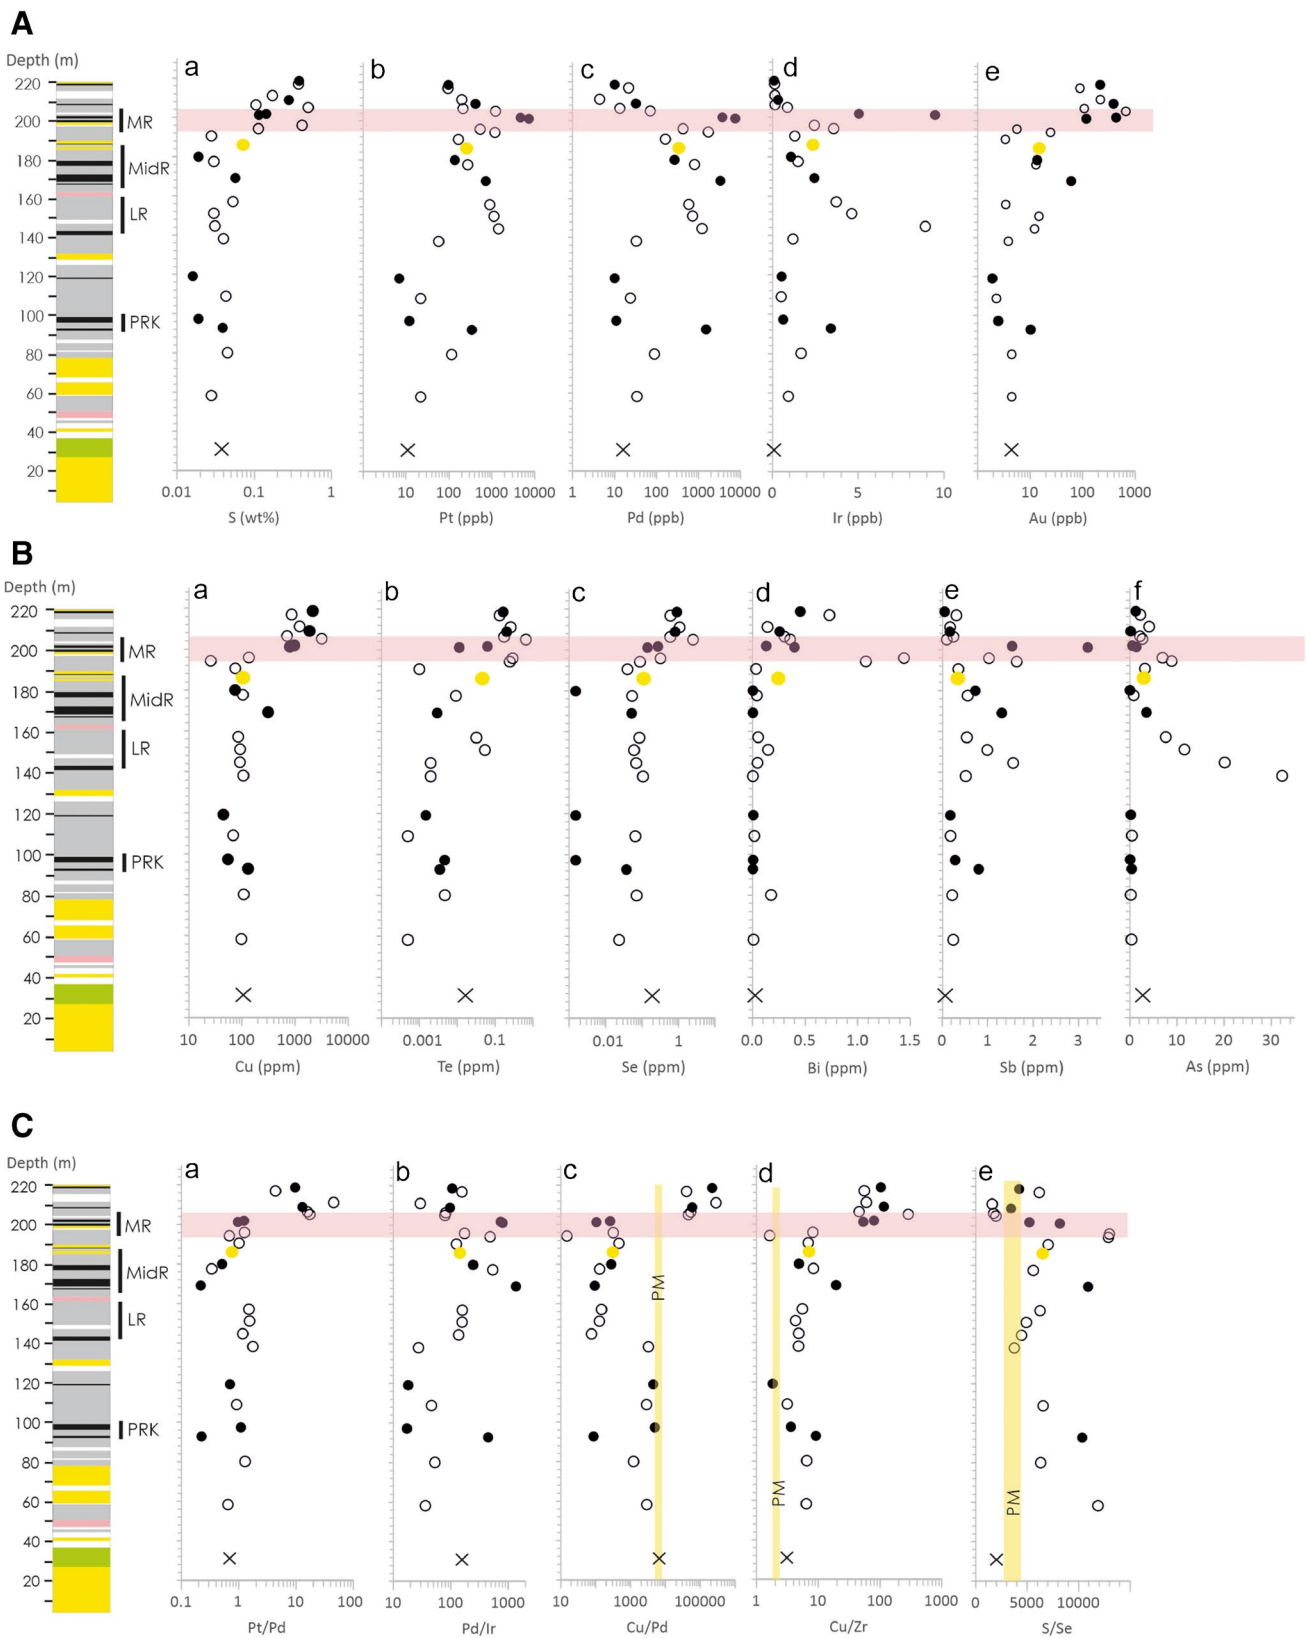 A
Depth (m)
a
b
c
d
e
220
200
180
160
140
120
100
80
60
40
20
MR
MidR
LR
PRK
0.01 0.1 1
10 100 1000 10000
1 10 100 1000 10000
0 5 10
10 100 1000
S (wt%)
Pt (ppb)
Pd (ppb)
Ir (ppb)
Au (ppb)
B
Depth (m)
a
b
c
d
e
f
220
200
180
160
140
120
100
80
60
40
20
MR
MidR
LR
PRK
10 100 1000 10000
0.001 0.1
0.01 1
0.0 0.5 1.0 1.5
0 1 2 3
0 10 20 30
Cu (ppm)
Te (ppm)
Se (ppm)
Bi (ppm)
Sb (ppm)
As (ppm)
C
Depth (m)
a
b
c
d
e
220
200
180
160
140
120
100
80
60
40
20
MR
MidR
LR
PRK
PM
PM
PM
0.1 1 10 100
10 100 1000
10 1000 100000
1 10 100 1000
0 5000 10000
Pt/Pd
Pd/Ir
Cu/Pd
Cu/Zr
S/Se